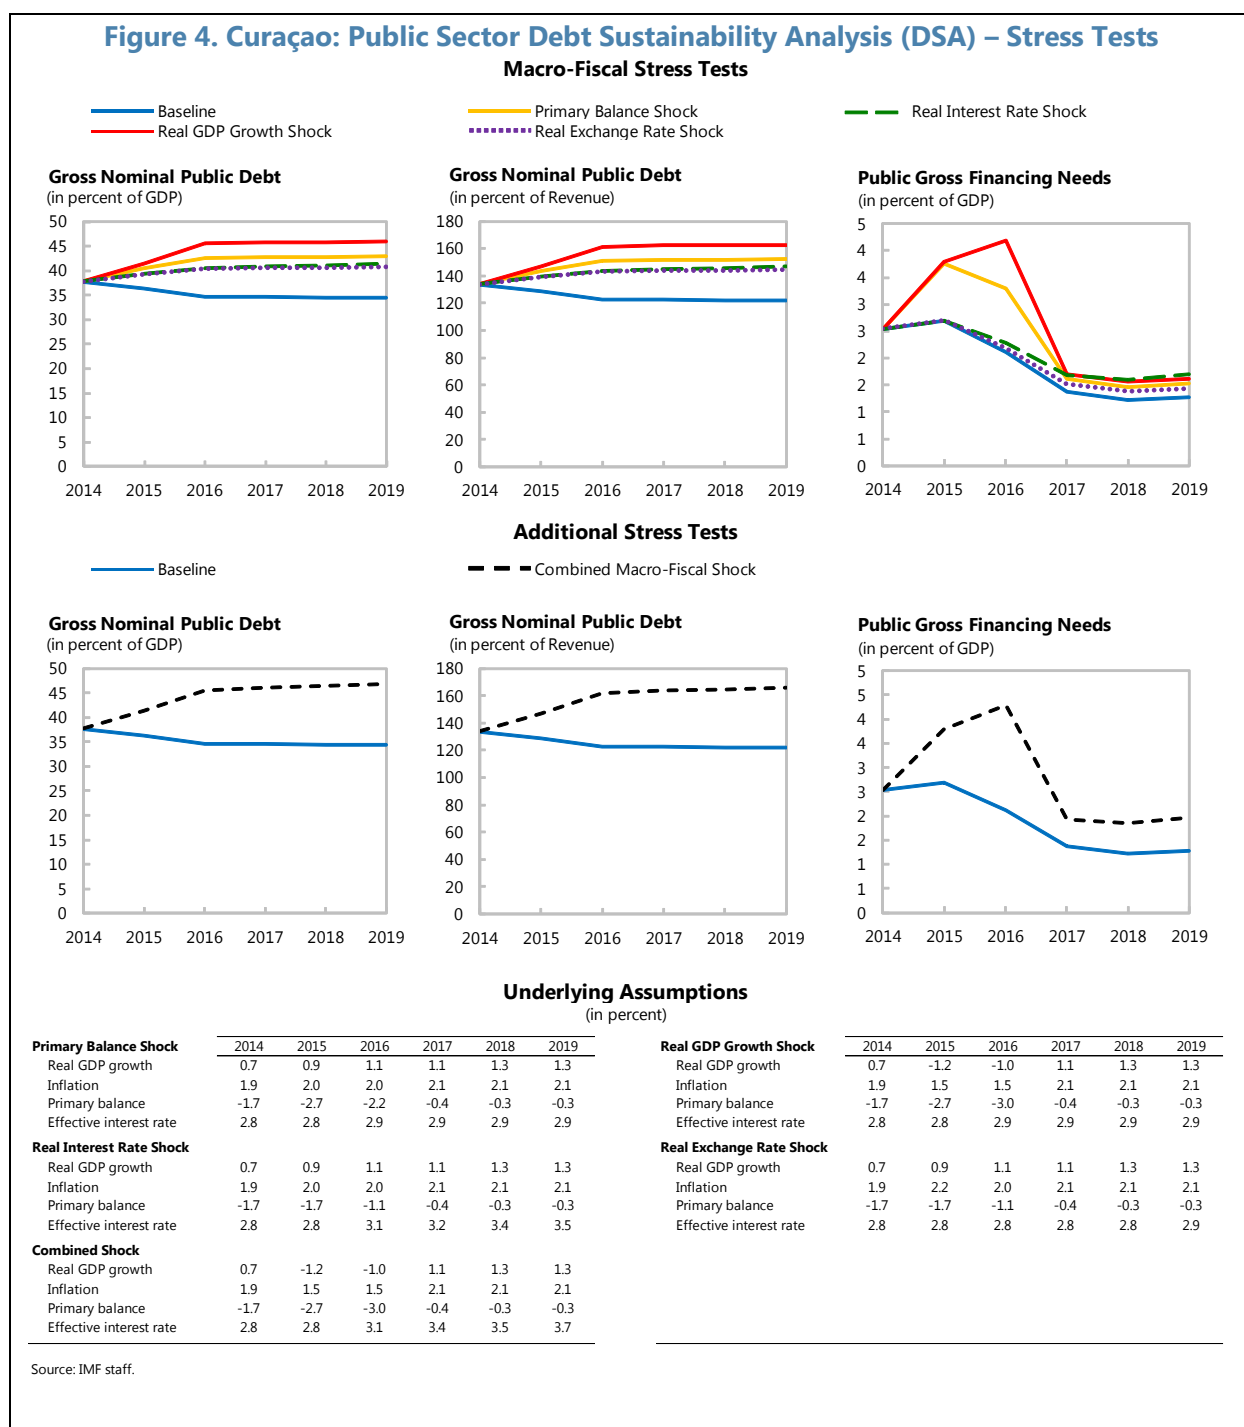 Figure 4. Curaçao: Public Sector Debt Sustainability Analysis (DSA) – Stress Tests
Macro-Fiscal Stress Tests
Baseline
Primary Balance Shock
Real Interest Rate Shock
Real GDP Growth Shock
Real Exchange Rate Shock
Gross Nominal Public Debt
(in percent of GDP)
50
45
40
35
30
25
20
15
10
5
0
2014 2015 2016 2017 2018 2019
Gross Nominal Public Debt
(in percent of Revenue)
180
160
140
120
100
80
60
40
20
0
2014 2015 2016 2017 2018 2019
Public Gross Financing Needs
(in percent of GDP)
5
4
4
3
3
2
2
1
1
0
2014 2015 2016 2017 2018 2019
Additional Stress Tests
Baseline
Combined Macro-Fiscal Shock
Gross Nominal Public Debt
(in percent of GDP)
50
45
40
35
30
25
20
15
10
5
0
2014 2015 2016 2017 2018 2019
Gross Nominal Public Debt
(in percent of Revenue)
180
160
140
120
100
80
60
40
20
0
2014 2015 2016 2017 2018 2019
Public Gross Financing Needs
(in percent of GDP)
5
5
4
4
3
3
2
2
1
1
0
2014 2015 2016 2017 2018 2019
Underlying Assumptions
(in percent)
Primary Balance Shock 2014 2015 2016 2017 2018 2019
Real GDP growth 0.7 0.9 1.1 1.1 1.3 1.3
Inflation 1.9 2.0 2.0 2.1 2.1 2.1
Primary balance -1.7 -2.7 -2.2 -0.4 -0.3 -0.3
Effective interest rate 2.8 2.8 2.9 2.9 2.9 2.9
Real Interest Rate Shock
Real GDP growth 0.7 0.9 1.1 1.1 1.3 1.3
Inflation 1.9 2.0 2.0 2.1 2.1 2.1
Primary balance -1.7 -1.7 -1.1 -0.4 -0.3 -0.3
Effective interest rate 2.8 2.8 3.1 3.2 3.4 3.5
Combined Shock
Real GDP growth 0.7 -1.2 -1.0 1.1 1.3 1.3
Inflation 1.9 1.5 1.5 2.1 2.1 2.1
Primary balance -1.7 -2.7 -3.0 -0.4 -0.3 -0.3
Effective interest rate 2.8 2.8 3.1 3.4 3.5 3.7
Real GDP Growth Shock 2014 2015 2016 2017 2018 2019
Real GDP growth 0.7 -1.2 -1.0 1.1 1.3 1.3
Inflation 1.9 1.5 1.5 2.1 2.1 2.1
Primary balance -1.7 -2.7 -3.0 -0.4 -0.3 -0.3
Effective interest rate 2.8 2.8 2.9 2.9 2.9 2.9
Real Exchange Rate Shock
Real GDP growth 0.7 0.9 1.1 1.1 1.3 1.3
Inflation 1.9 2.2 2.0 2.1 2.1 2.1
Primary balance -1.7 -1.7 -1.1 -0.4 -0.3 -0.3
Effective interest rate 2.8 2.8 2.8 2.8 2.8 2.9
Source: IMF staff.